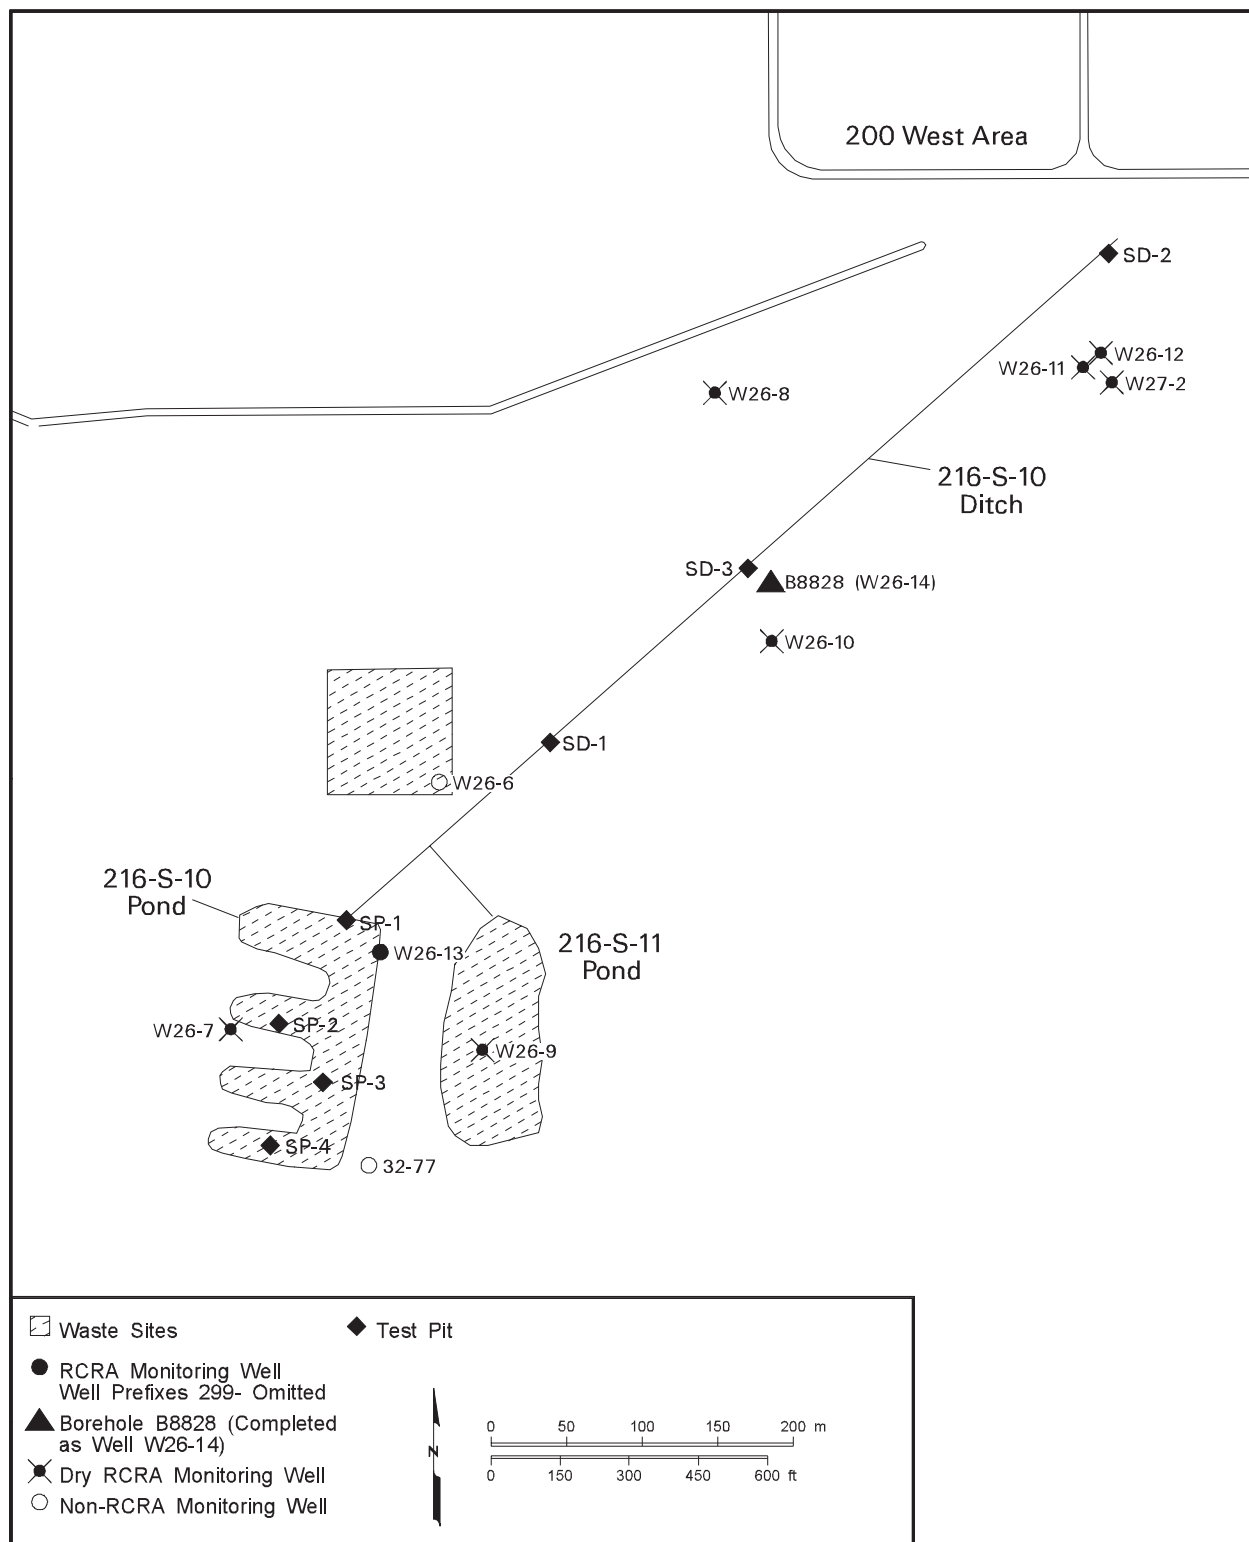 200 West Area
SD-2
W26-12
W26-11
W27-2
W26-8
216-S-10
Ditch
SD-3
B8828 (W26-14)
W26-10
SD-1
W26-6
216-S-10
Pond
SP-1
W26-13
216-S-11
Pond
W26-7
SP-2
W26-9
SP-3
SP-4
32-77
Waste Sites
Test Pit
RCRA Monitoring Well
Well Prefixes 299- Omitted
Borehole B8828 (Completed
as Well W26-14)
Dry RCRA Monitoring Well
Non-RCRA Monitoring Well
N
0 50 100 150 200 m
0 150 300 450 600 ft